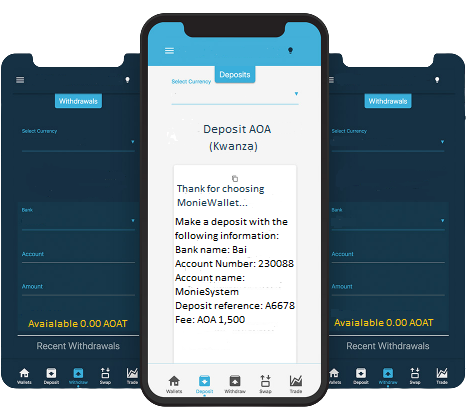 Withdrawals
Select Currency
Bank
Account
Amount
Avaialable 0.00 AOAT
Recent Withdrawals
Wallets
Deposit
Withdraw
Swap
Trade
Deposits
Select Currency
Deposit AOA
(Kwanza)
Thank for choosing
MonieWallet...
Make a deposit with the
following information:
Bank name: Bai
Account Number: 230088
Account name:
MonieSystem
Deposit reference: A6678
Fee: AOA 1,500
Wallets
Deposit
Withdraw
Swap
Trade
Withdrawals
Select Currency
Bank
Account
Amount
Avaialable 0.00 AOAT
Recent Withdrawals
Wallets
Deposit
Withdraw
Swap
Trade